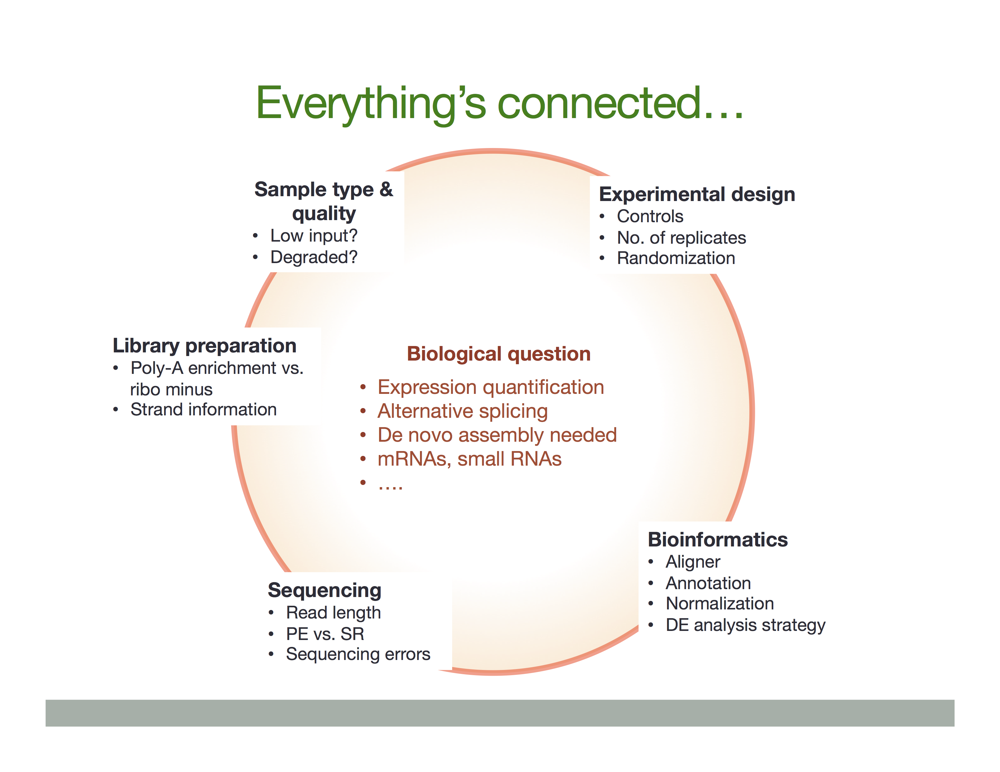 Everything’s connected…
Sample type &
quality
• Low input?
• Degraded?
Experimental design
• Controls
• No. of replicates
• Randomization
Library preparation
• Poly-A enrichment vs.
ribo minus
• Strand information
Biological question
• Expression quantification
• Alternative splicing
• De novo assembly needed
• mRNAs, small RNAs
• ….
Sequencing
• Read length
• PE vs. SR
• Sequencing errors
Bioinformatics
• Aligner
• Annotation
• Normalization
• DE analysis strategy